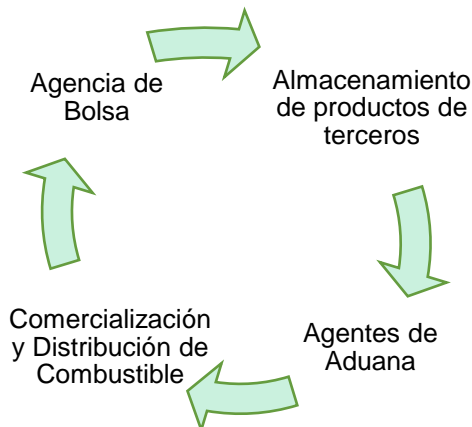 Agencia de
Bolsa
Almacenamiento
de productos de
terceros
Agentes de
Aduana
Comercialización
y Distribución de
Combustible